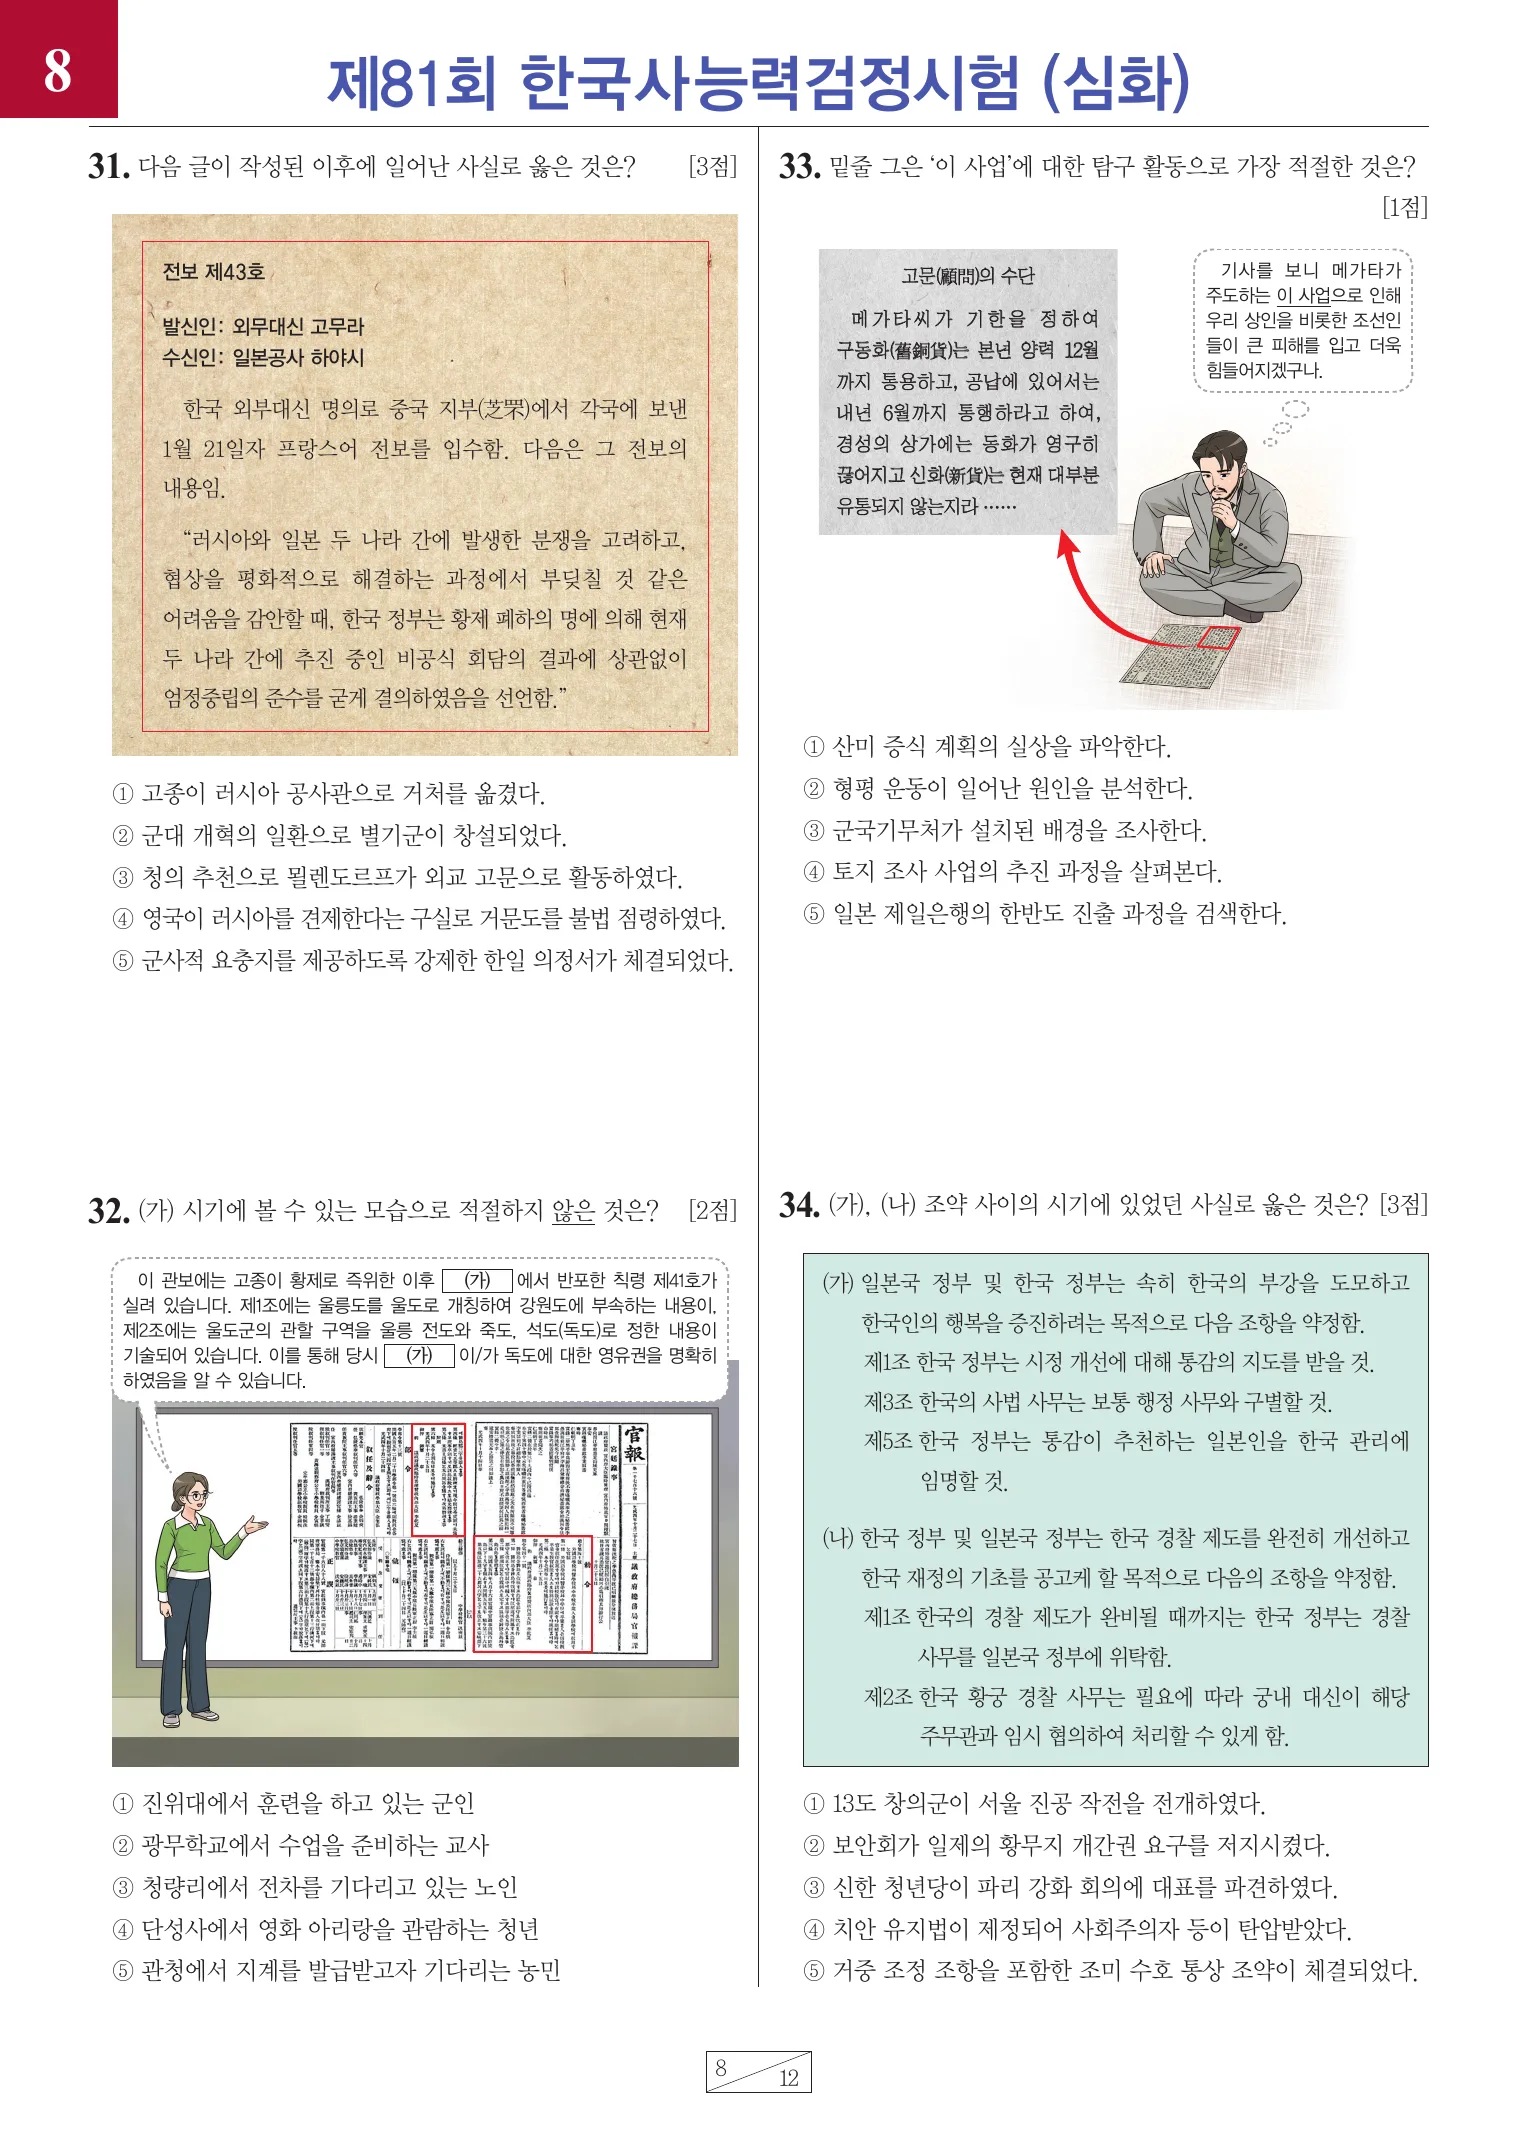 8
제81회 한국사능력검정시험 (심화)
31. 다음 글이 작성된 이후에 일어난 사실로 옳은 것은? [3점]
전보 제43호
발신인: 외무대신 고무라
수신인: 일본공사 하야시
한국 외부대신 명의로 중국 지부(芝罘)에서 각국에 보낸
1월 21일자 프랑스어 전보를 입수함. 다음은 그 전보의
내용임.
“러시아와 일본 두 나라 간에 발생한 분쟁을 고려하고,
협상을 평화적으로 해결하는 과정에서 부딪칠 것 같은
어려움을 감안할 때, 한국 정부는 황제 폐하의 명에 의해 현재
두 나라 간에 추진 중인 비공식 회담의 결과에 상관없이
엄정중립의 준수를 굳게 결의하였음을 선언함.”
① 고종이 러시아 공사관으로 거처를 옮겼다.
② 군대 개혁의 일환으로 별기군이 창설되었다.
③ 청의 추천으로 묄렌도르프가 외교 고문으로 활동하였다.
④ 영국이 러시아를 견제한다는 구실로 거문도를 불법 점령하였다.
⑤ 군사적 요충지를 제공하도록 강제한 한일 의정서가 체결되었다.
32. (가) 시기에 볼 수 있는 모습으로 적절하지 않은 것은? [2점]
이 관보에는 고종이 황제로 즉위한 이후 (가) 에서 반포한 칙령 제41호가
실려 있습니다. 제1조에는 울릉도를 울도로 개칭하여 강원도에 부속하는 내용이,
제2조에는 울도군의 관할 구역을 울릉 전도와 죽도, 석도(독도)로 정한 내용이
기술되어 있습니다. 이를 통해 당시 (가) 이/가 독도에 대한 영유권을 명확히
하였음을 알 수 있습니다.
官報
① 진위대에서 훈련을 하고 있는 군인
② 광무학교에서 수업을 준비하는 교사
③ 청량리에서 전차를 기다리고 있는 노인
④ 단성사에서 영화 아리랑을 관람하는 청년
⑤ 관청에서 지계를 발급받고자 기다리는 농민
33. 밑줄 그은 ‘이 사업’에 대한 탐구 활동으로 가장 적절한 것은?
[1점]
고문(顧問)의 수단
메가타씨가 기한을 정하여
구동화(舊銅貨)는 본년 양력 12월
까지 통용하고, 공납에 있어서는
내년 6월까지 통행하라고 하여,
경성의 상가에는 동화가 영구히
끊어지고 신화(新貨)는 현재 대부분
유통되지 않는지라 ……
기사를 보니 메가타가
주도하는 이 사업으로 인해
우리 상인을 비롯한 조선인
들이 큰 피해를 입고 더욱
힘들어지겠구나.
① 산미 증식 계획의 실상을 파악한다.
② 형평 운동이 일어난 원인을 분석한다.
③ 군국기무처가 설치된 배경을 조사한다.
④ 토지 조사 사업의 추진 과정을 살펴본다.
⑤ 일본 제일은행의 한반도 진출 과정을 검색한다.
34. (가), (나) 조약 사이의 시기에 있었던 사실로 옳은 것은? [3점]
(가) 일본국 정부 및 한국 정부는 속히 한국의 부강을 도모하고
한국인의 행복을 증진하려는 목적으로 다음 조항을 약정함.
제1조 한국 정부는 시정 개선에 대해 통감의 지도를 받을 것.
제3조 한국의 사법 사무는 보통 행정 사무와 구별할 것.
제5조 한국 정부는 통감이 추천하는 일본인을 한국 관리에
임명할 것.
(나) 한국 정부 및 일본국 정부는 한국 경찰 제도를 완전히 개선하고
한국 재정의 기초를 공고케 할 목적으로 다음의 조항을 약정함.
제1조 한국의 경찰 제도가 완비될 때까지는 한국 정부는 경찰
사무를 일본국 정부에 위탁함.
제2조 한국 황궁 경찰 사무는 필요에 따라 궁내 대신이 해당
주무관과 임시 협의하여 처리할 수 있게 함.
① 13도 창의군이 서울 진공 작전을 전개하였다.
② 보안회가 일제의 황무지 개간권 요구를 저지시켰다.
③ 신한 청년당이 파리 강화 회의에 대표를 파견하였다.
④ 치안 유지법이 제정되어 사회주의자 등이 탄압받았다.
⑤ 거중 조정 조항을 포함한 조미 수호 통상 조약이 체결되었다.
8
12